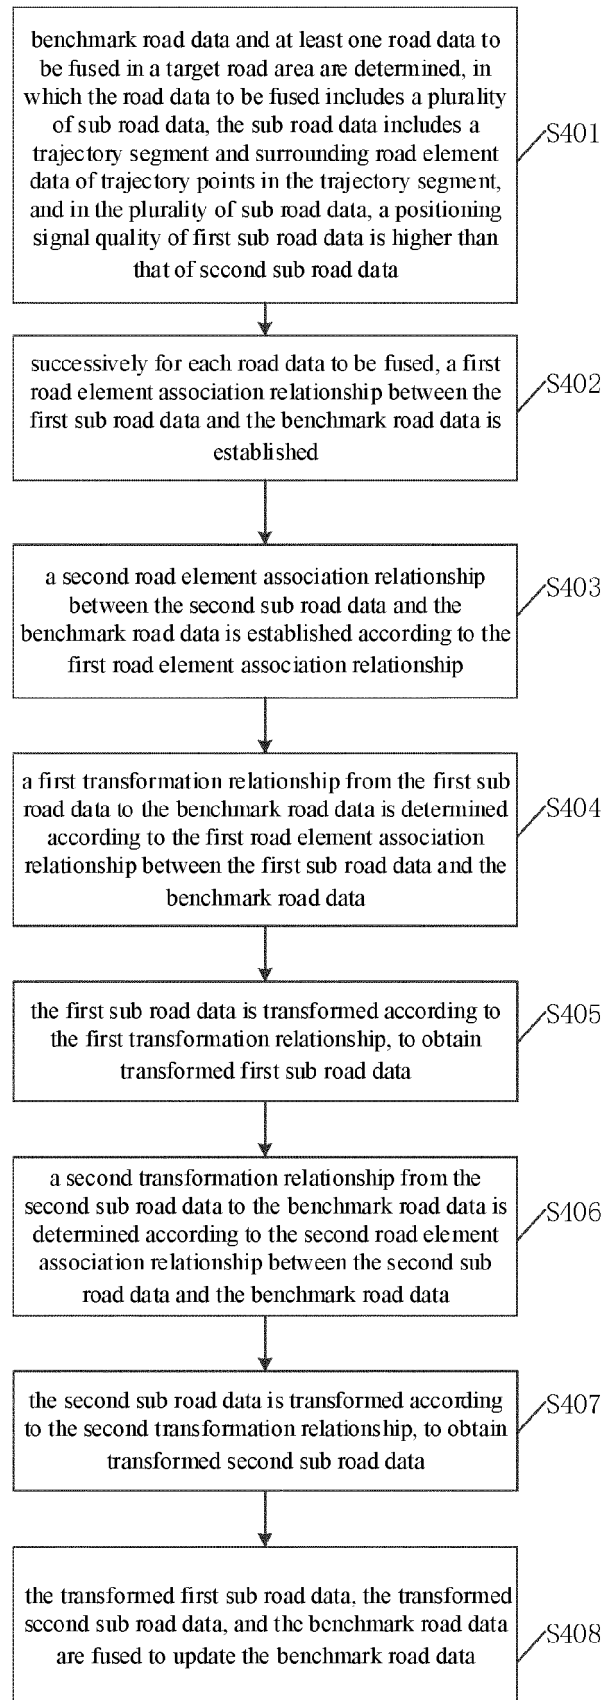 benchmark road data and at least one road data to
be fused in a target road area are determined, in
which the road data to be fused includes a plurality
of sub road data, the sub road data includes a
trajectory segment and surrounding road element
data of trajectory points in the trajectory segment,
and in the plurality of sub road data, a positioning
signal quality of first sub road data is higher than
that of second sub road data
S401
successively for each road data to be fused, a first
road element association relationship between the
first sub road data and the benchmark road data is
established
S402
a second road element association relationship
between the second sub road data and the
benchmark road data is established according to the
first road element association relationship
S403
a first transformation relationship from the first sub
road data to the benchmark road data is determined
according to the first road element association
relationship between the first sub road data and the
benchmark road data
S404
the first sub road data is transformed according to
the first transformation relationship, to obtain
transformed first sub road data
S405
a second transformation relationship from the
second sub road data to the benchmark road data is
determined according to the second road element
association relationship between the second sub
road data and the benchmark road data
S406
the second sub road data is transformed according
to the second transformation relationship, to obtain
transformed second sub road data
S407
the transformed first sub road data, the transformed
second sub road data, and the benchmark road data
are fused to update the benchmark road data
S408